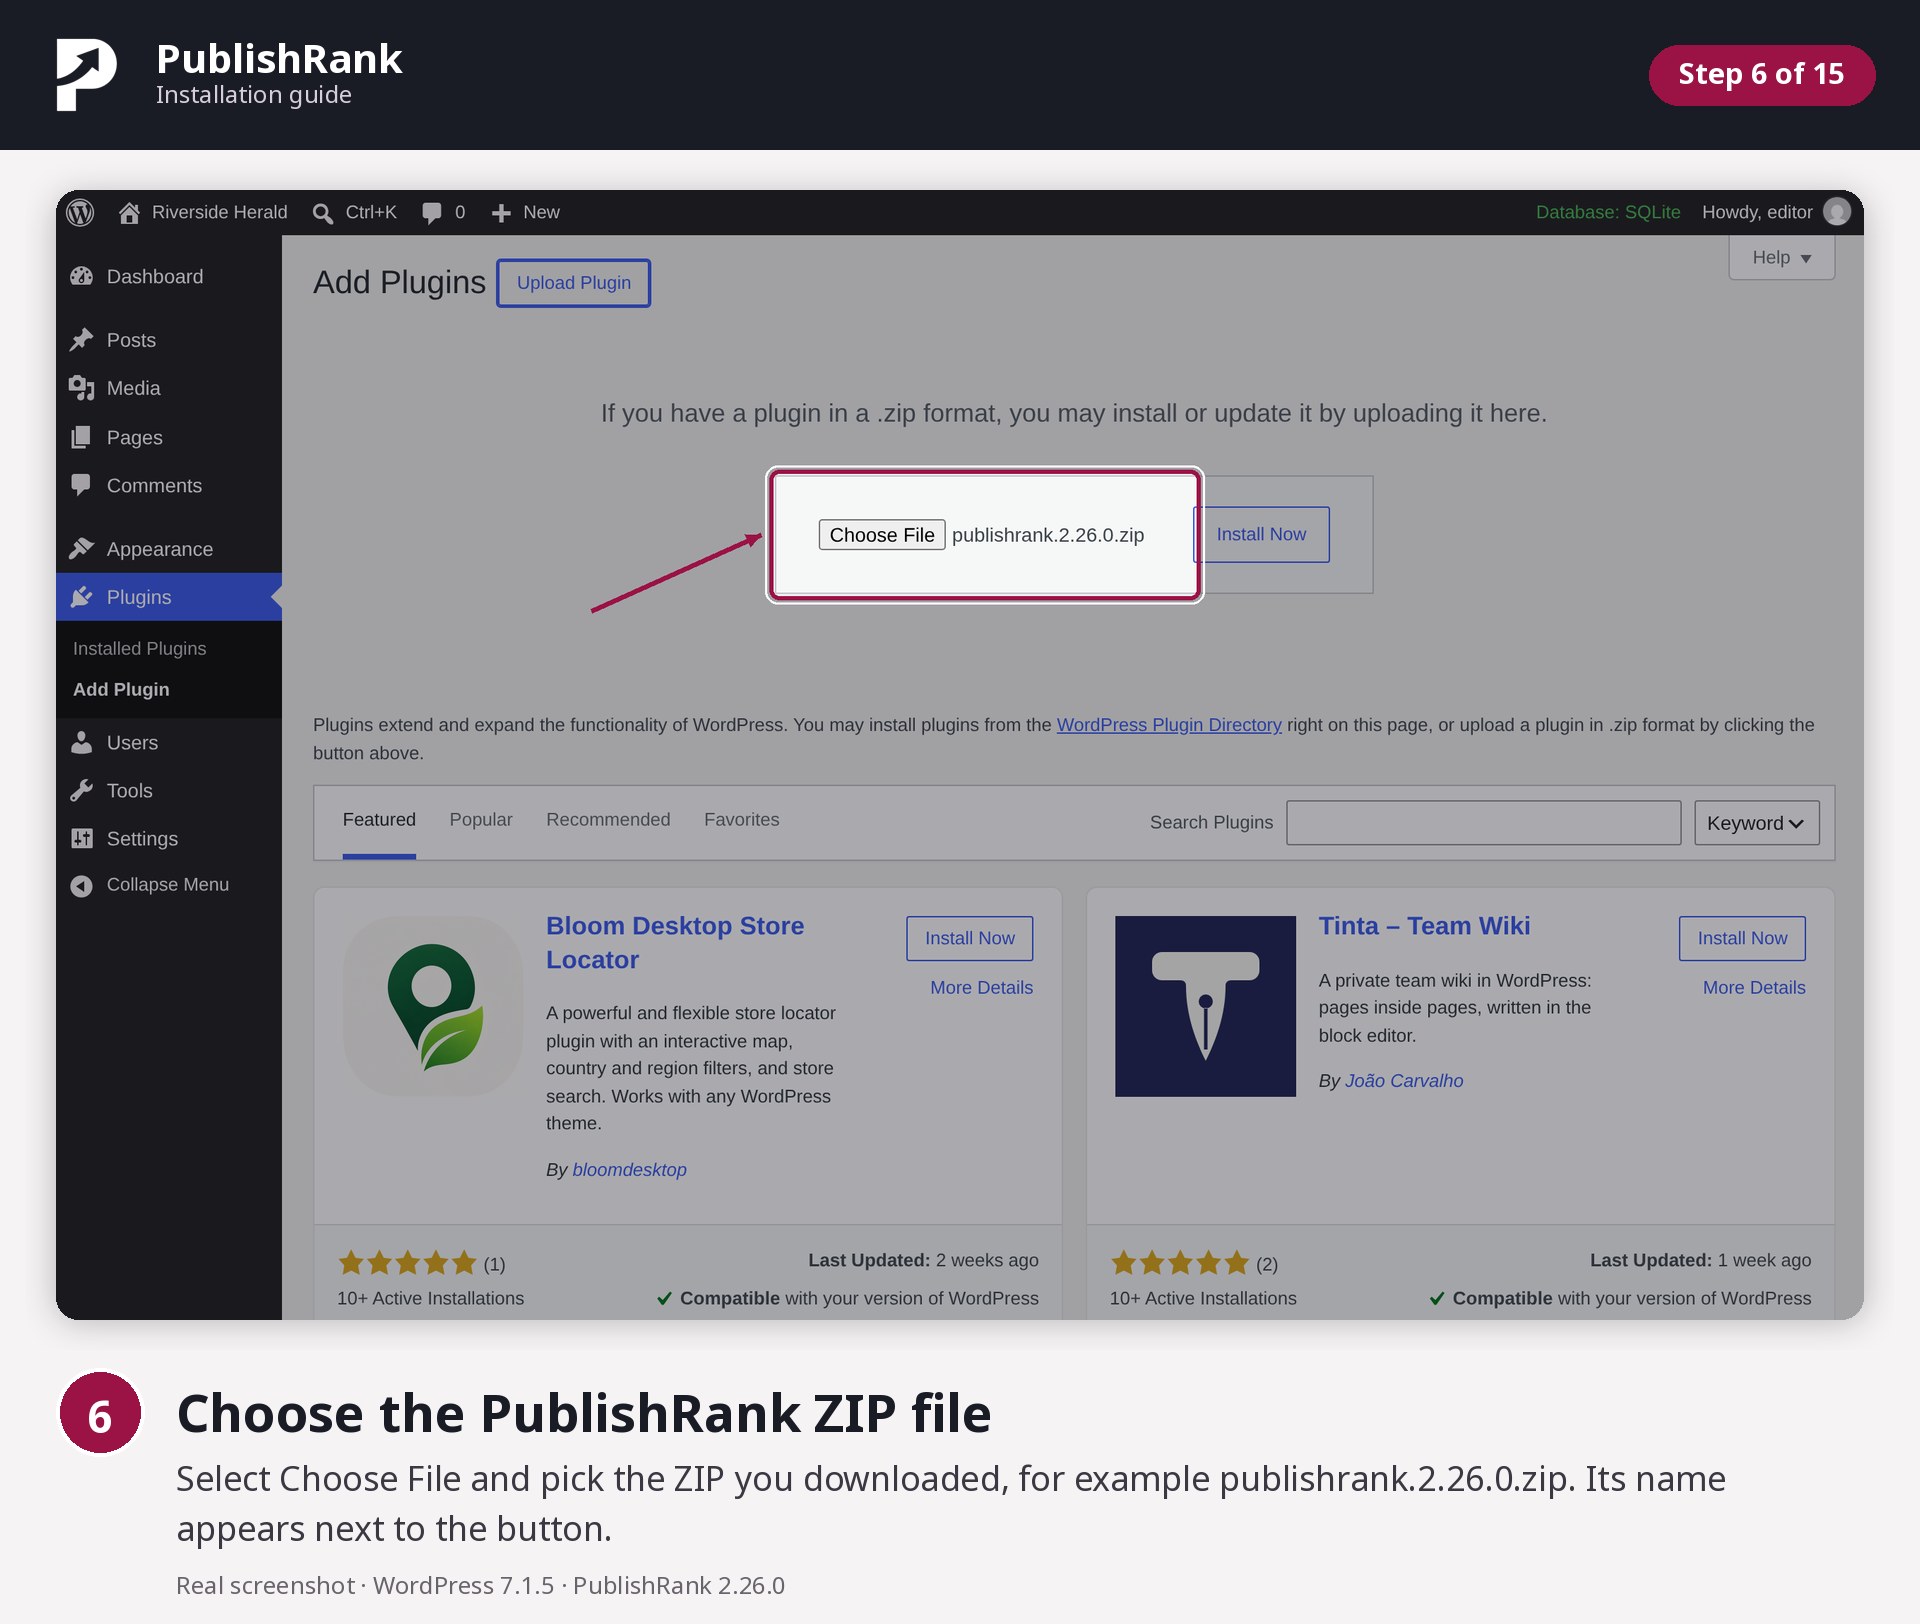 PublishRank
Installation guide
Step 6 of 15
Riverside Herald
Ctrl+K
0
New
Database: SQLite
Howdy, editor
Dashboard
Posts
Media
Pages
Comments
Appearance
Plugins
Installed Plugins
Add Plugin
Users
Tools
Settings
Collapse Menu
Add Plugins
Upload Plugin
Help
If you have a plugin in a .zip format, you may install or update it by uploading it here.
Choose File publishrank.2.26.0.zip
Install Now
Plugins extend and expand the functionality of WordPress. You may install plugins from the WordPress Plugin Directory right on this page, or upload a plugin in .zip format by clicking the
button above.
Featured
Popular
Recommended
Favorites
Search Plugins
Keyword
Bloom Desktop Store
Locator
Install Now
More Details
A powerful and flexible store locator
plugin with an interactive map,
country and region filters, and store
search. Works with any WordPress
theme.
By bloomdesktop
(1)
Last Updated: 2 weeks ago
10+ Active Installations
Compatible with your version of WordPress
Tinta – Team Wiki
Install Now
More Details
A private team wiki in WordPress:
pages inside pages, written in the
block editor.
By João Carvalho
(2)
Last Updated: 1 week ago
10+ Active Installations
Compatible with your version of WordPress
6
Choose the PublishRank ZIP file
Select Choose File and pick the ZIP you downloaded, for example publishrank.2.26.0.zip. Its name
appears next to the button.
Real screenshot · WordPress 7.1.5 · PublishRank 2.26.0